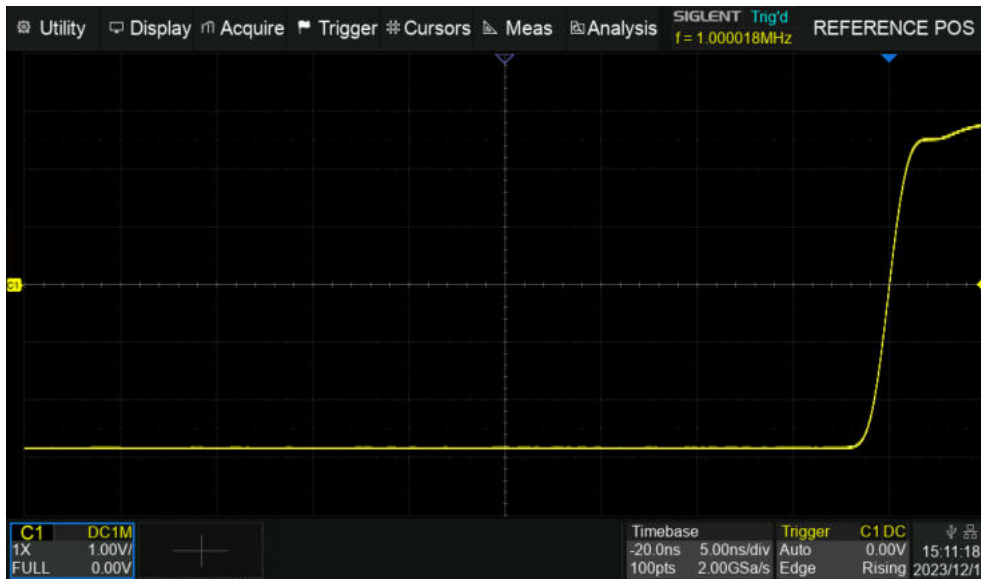 Utility Display Acquire Trigger Cursors Meas Analysis SIGLENT Trig'd REFERENCE POS
f = 1.000018MHz
C1
C1 DC1M
1X 1.00V/
FULL 0.00V
Timebase
-20.0ns 5.00ns/div
100pts 2.00GSa/s
Trigger C1 DC
Auto 0.00V
Edge Rising
15:11:18
2023/12/1